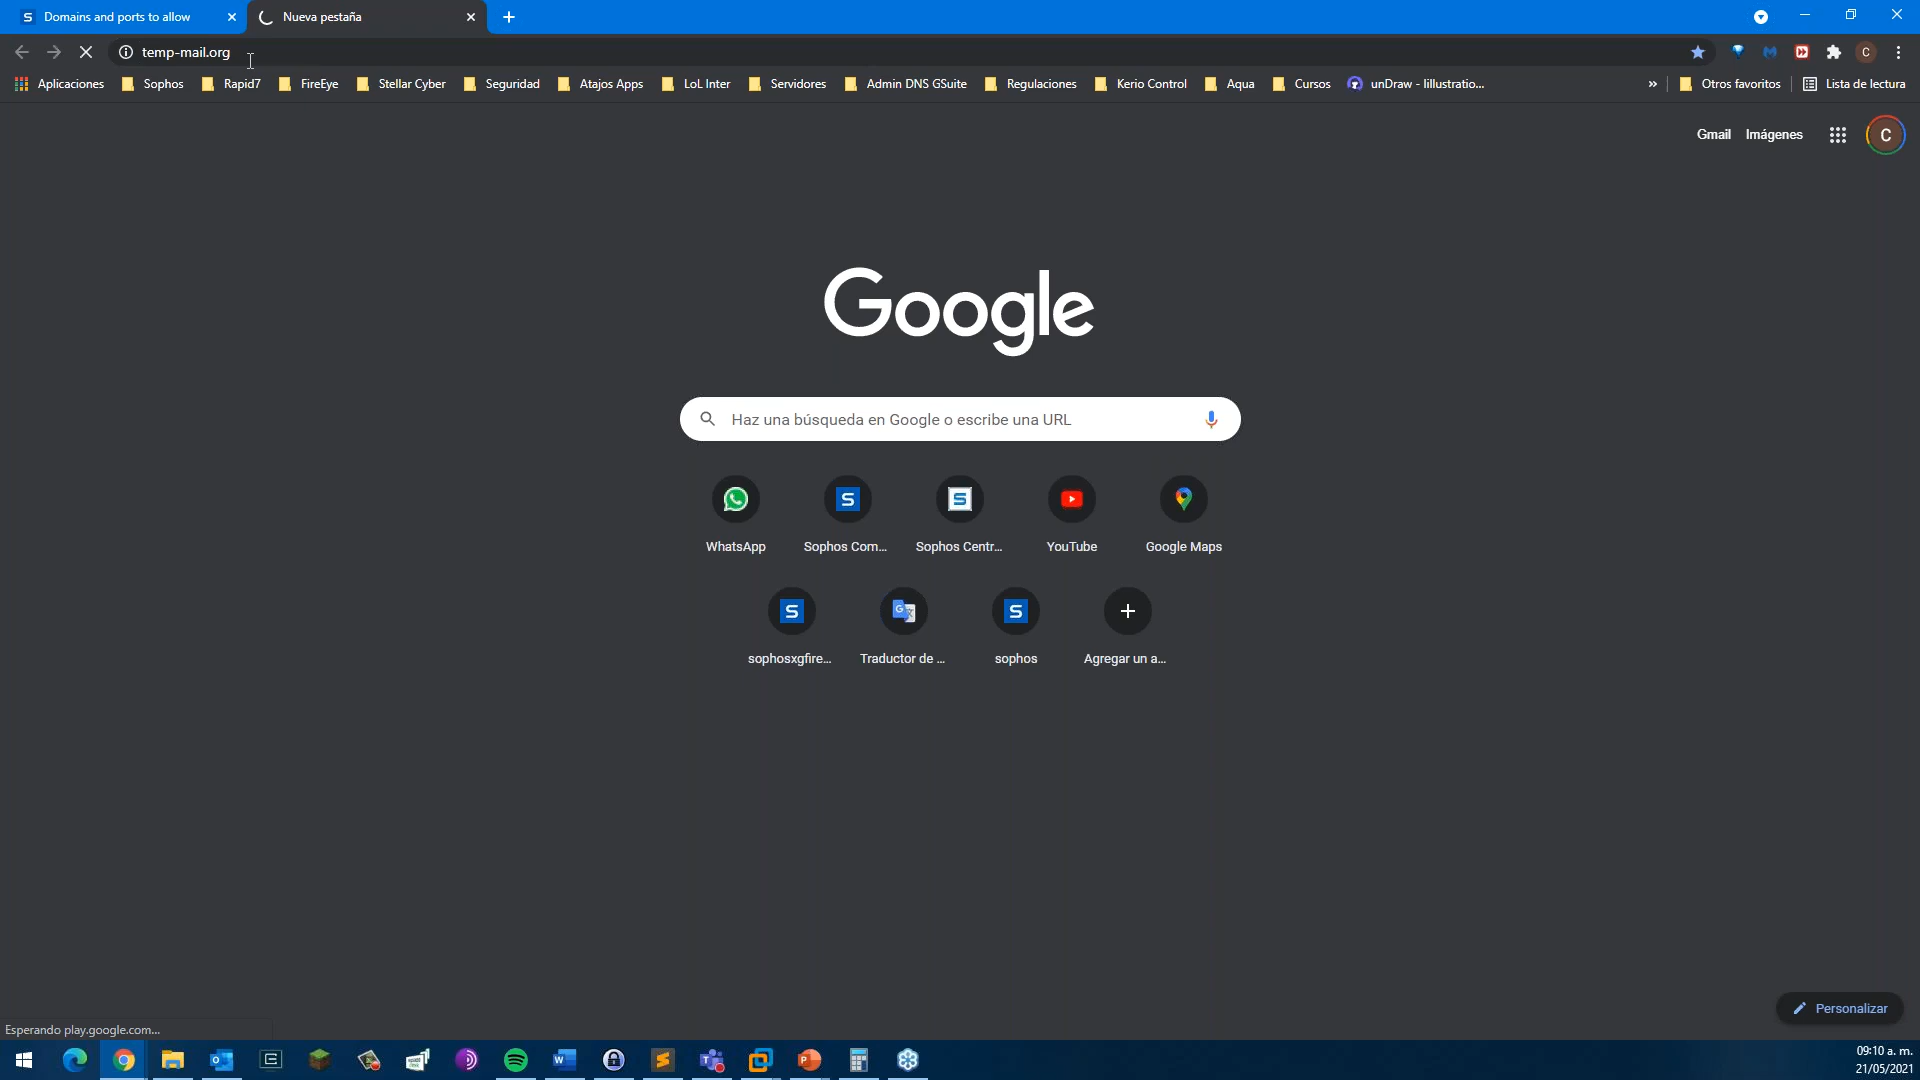 Domains and ports to allow
Nueva pestaña
temp-mail.org
C
Aplicaciones
Sophos
Rapid7
FireEye
Stellar Cyber
Seguridad
Atajos Apps
LoL Inter
Servidores
Admin DNS GSuite
Regulaciones
Kerio Control
Aqua
Cursos
unDraw - Iillustratio...
»
Otros favoritos
Lista de lectura
Gmail
Imágenes
C
Google
Haz una búsqueda en Google o escribe una URL
WhatsApp
Sophos Com...
Sophos Centr...
YouTube
Google Maps
sophosxgfire...
Traductor de ...
sophos
Agregar un a...
Personalizar
Esperando play.google.com...
09:10 a. m.
21/05/2021